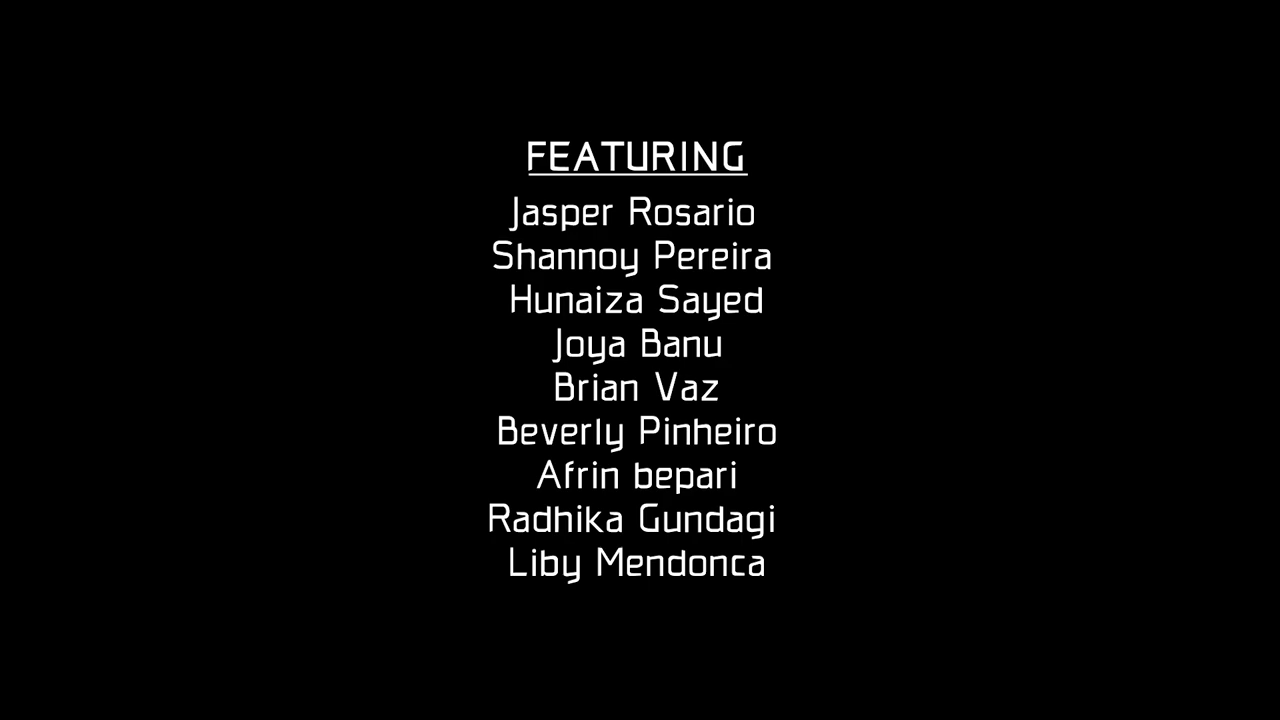 FEATURING
Jasper Rosario
Shannoy Pereira
Hunaiza Sayed
Joya Banu
Brian Vaz
Beverly Pinheiro
Afrin bepari
Radhika Gundagi
Liby Mendonca